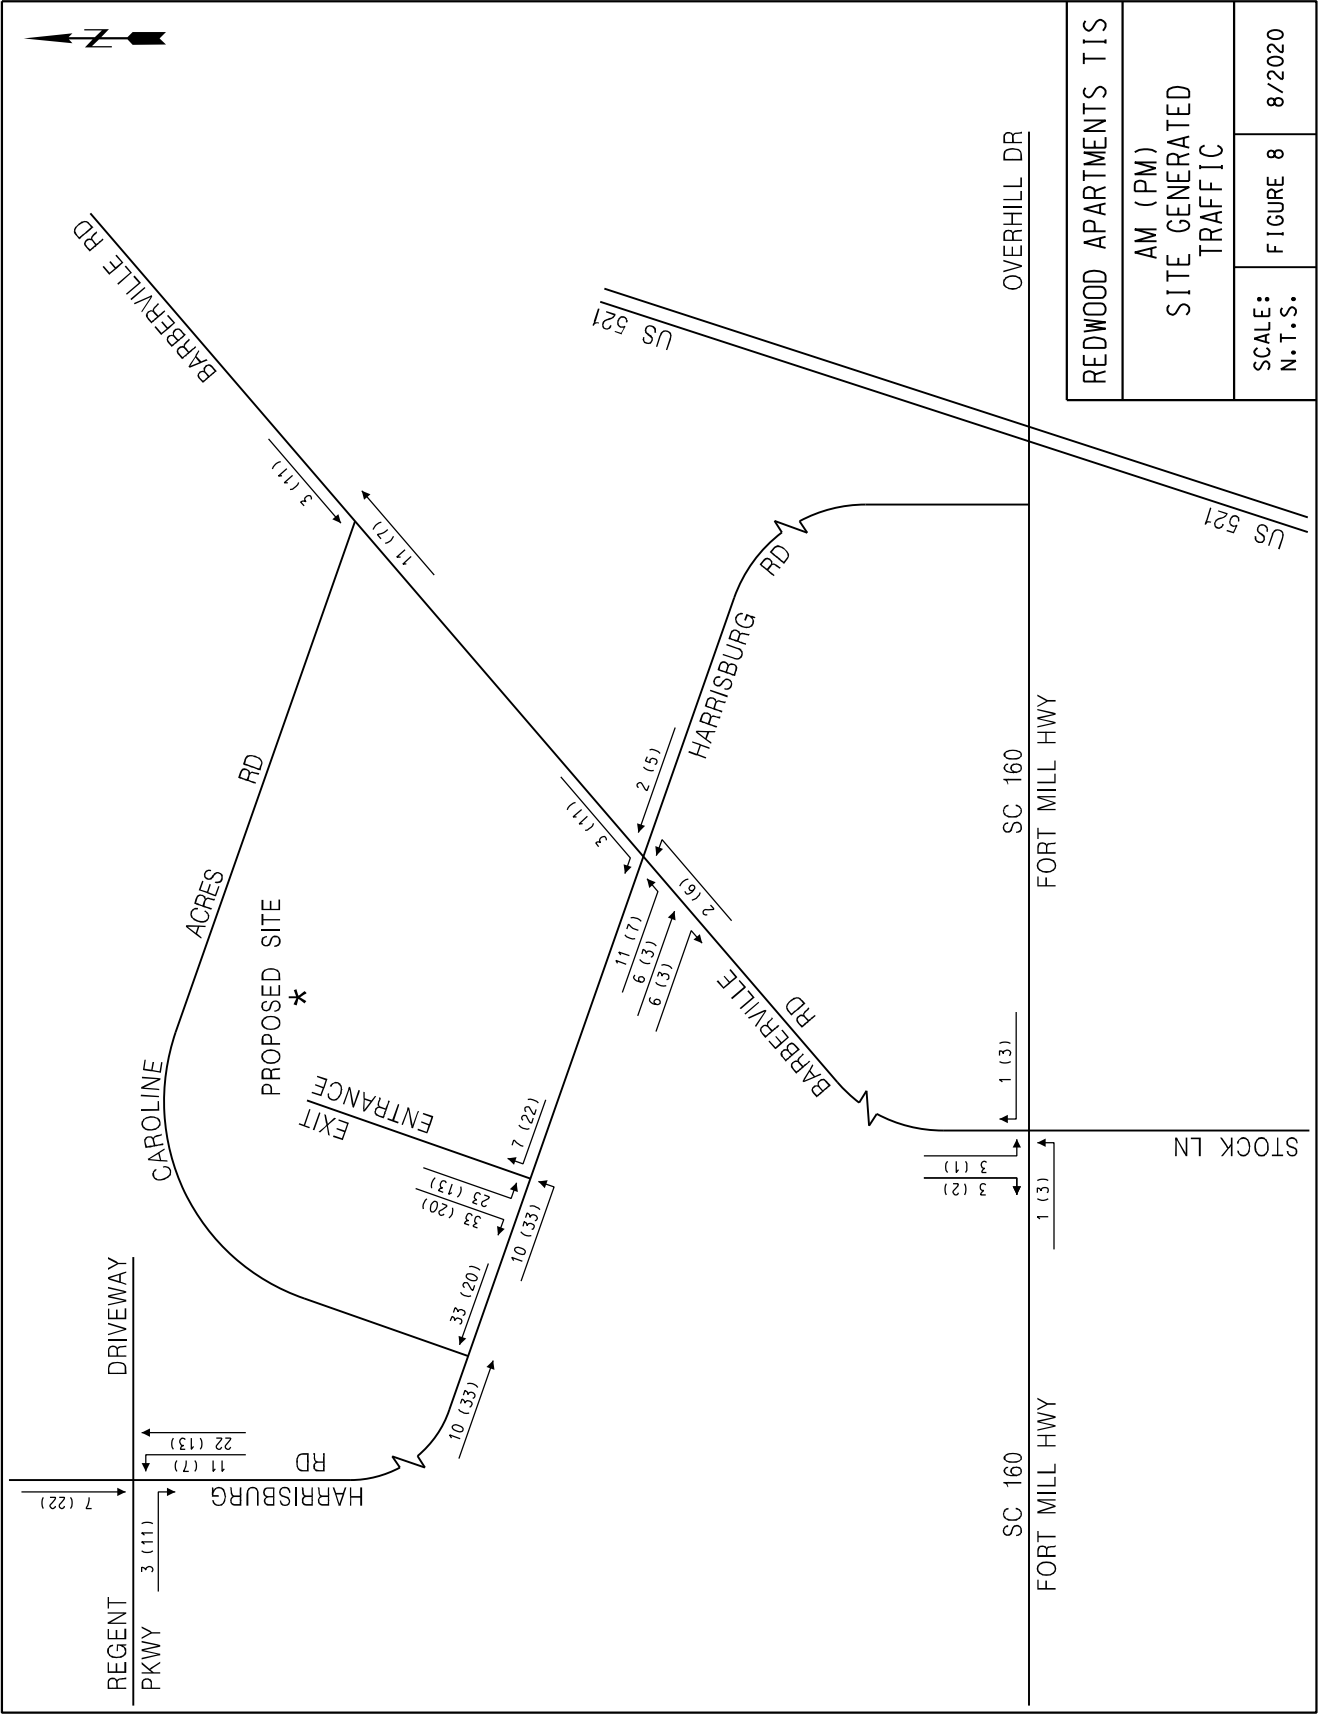 REGENT
PKWY
DRIVEWAY
7 (22)
3 (11)
22 (13)
11 (7)
HARRISBURG
RD
CAROLINE
ACRES
RD
BARBERVILLE RD
3 (11)
11 (7)
PROPOSED SITE
*
EXIT
ENTRANCE
10 (33)
33 (20)
33 (20)
23 (13)
10 (33)
7 (22)
11 (7)
6 (3)
6 (3)
3 (11)
2 (5)
2 (6)
HARRISBURG
RD
BARBERVILLE
RD
US 521
US 521
OVERHILL DR
SC 160
FORT MILL HWY
SC 160
FORT MILL HWY
3 (2)
3 (1)
1 (3)
1 (3)
STOCK LN
N
REDWOOD APARTMENTS TIS
AM (PM)
SITE GENERATED
TRAFFIC
SCALE:
N.T.S.
FIGURE 8
8/2020